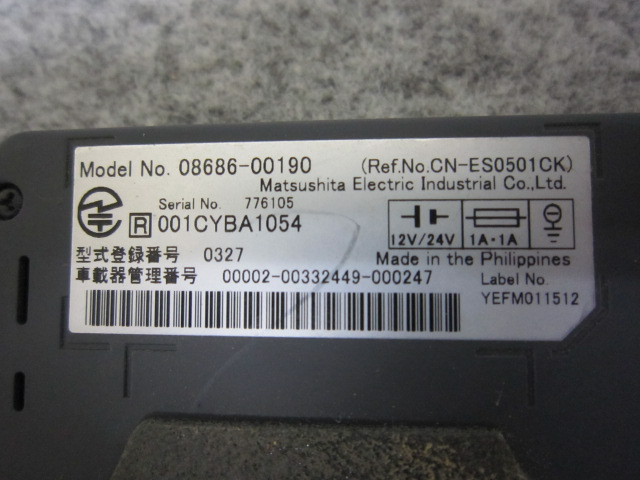 Model No. 08686-00190 (Ref.No.CN-ES0501CK)
Matsushita Electric Industrial Co.,Ltd.
Serial No. 776105
R 001CYBA1054
12V/24V 1A・1A
型式登録番号 0327
Made in the Philippines
車載器管理番号 00002-00332449-000247
Label No.
YEFM011512